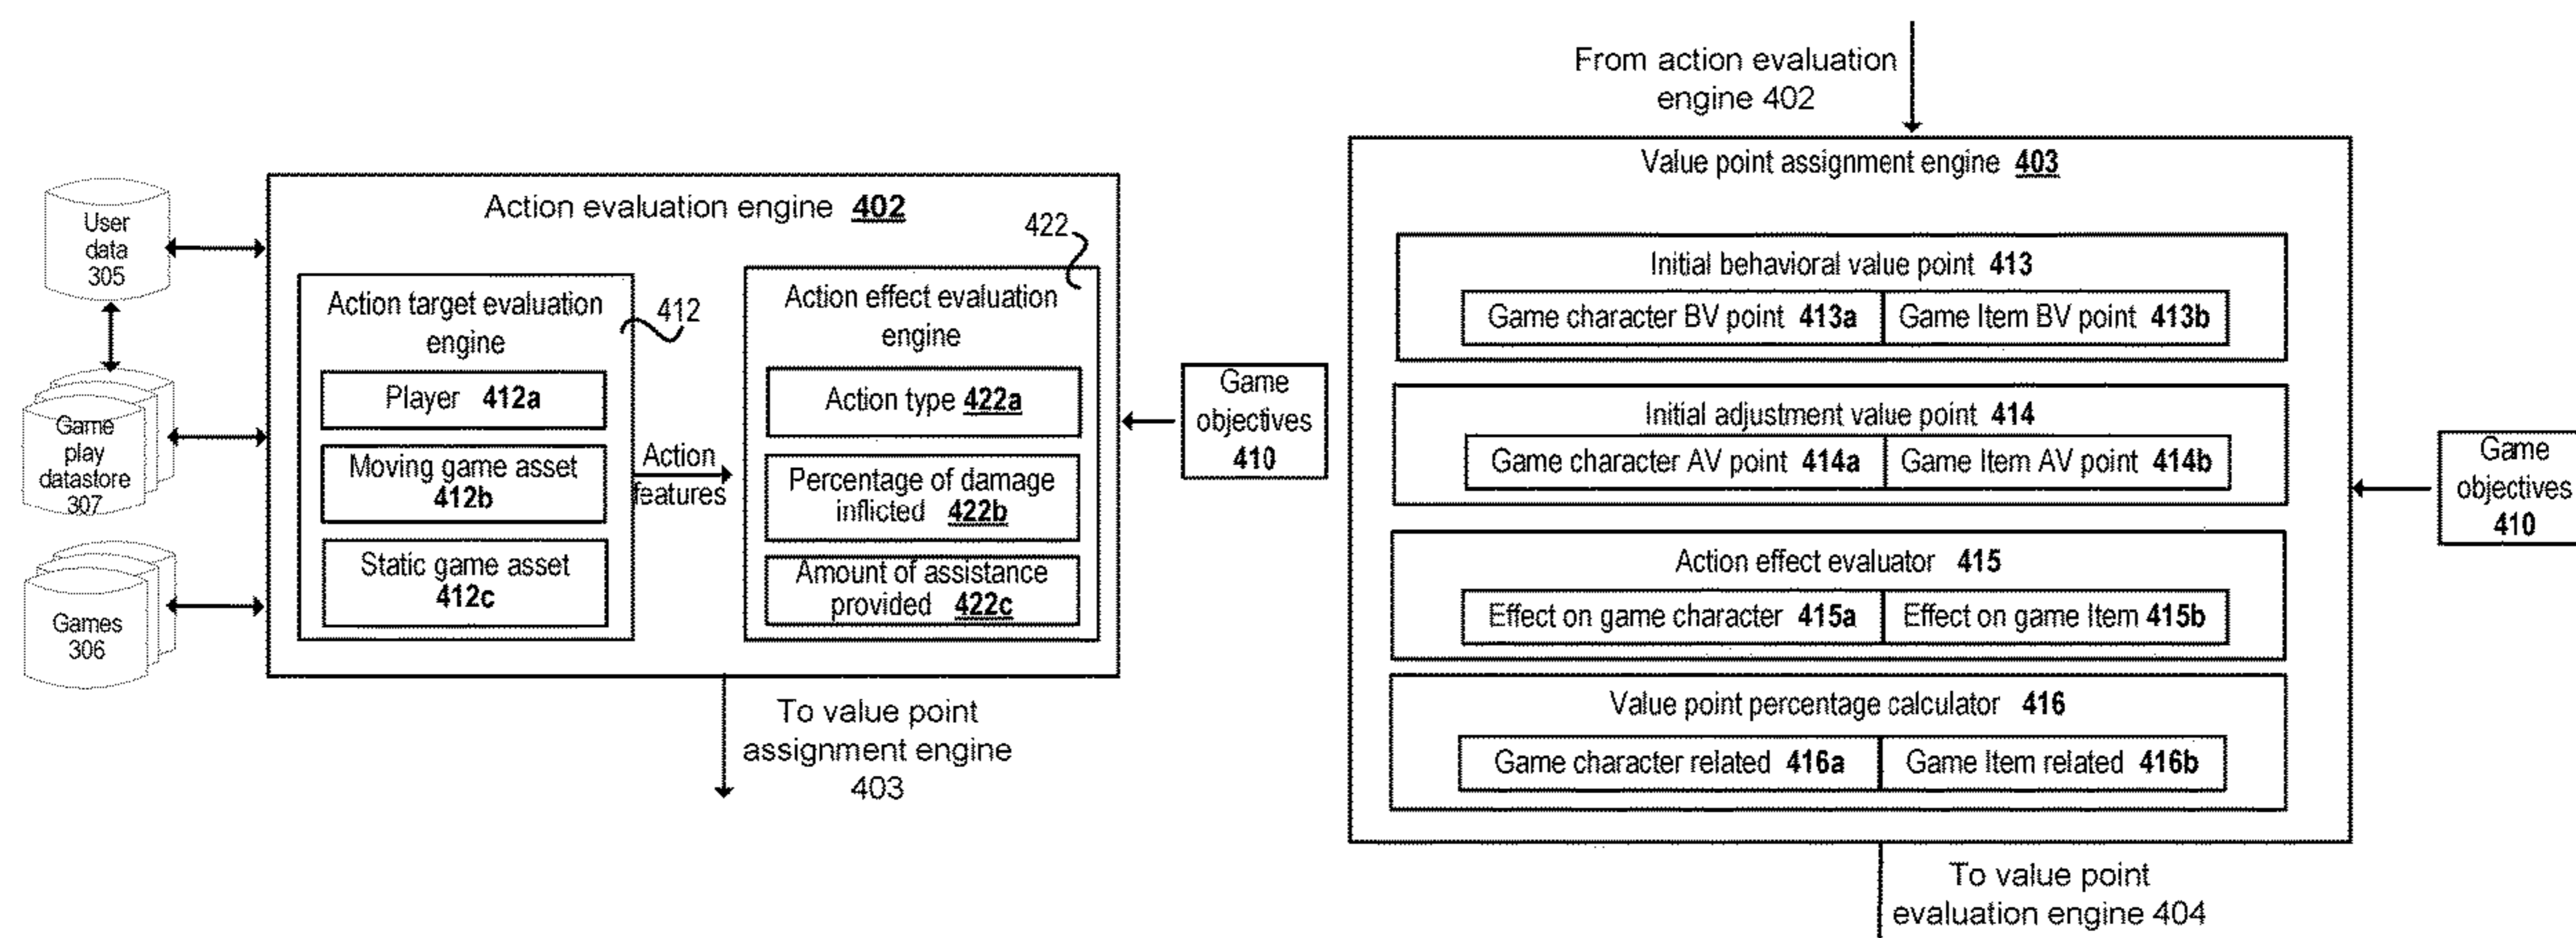 User
data
305
Game
play
datastore
307
Games
306
Action evaluation engine 402
422
Action target evaluation
engine
412
Player 412a
Moving game asset
412b
Static game asset
412c
Action
features
Action effect evaluation
engine
Action type 422a
Percentage of damage
inflicted 422b
Amount of assistance
provided 422c
Game
objectives
410
To value point
assignment engine
403
From action evaluation
engine 402
Value point assignment engine 403
Initial behavioral value point 413
Game character BV point 413a Game Item BV point 413b
Initial adjustment value point 414
Game character AV point 414a Game Item AV point 414b
Action effect evaluator 415
Effect on game character 415a Effect on game Item 415b
Value point percentage calculator 416
Game character related 416a Game Item related 416b
Game
objectives
410
To value point
evaluation engine 404